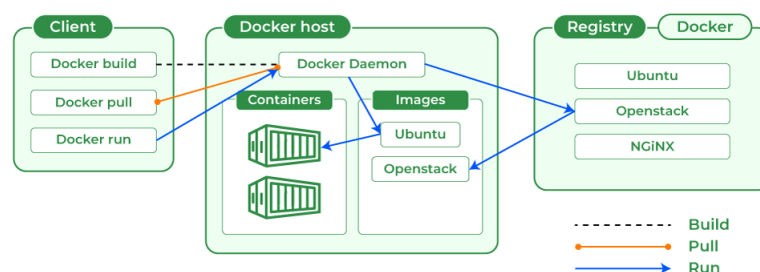 Client
Docker build
Docker pull
Docker run
Docker host
Docker Daemon
Containers
Images
Ubuntu
Openstack
Registry
Docker
Ubuntu
Openstack
NGiNX
Build
Pull
Run